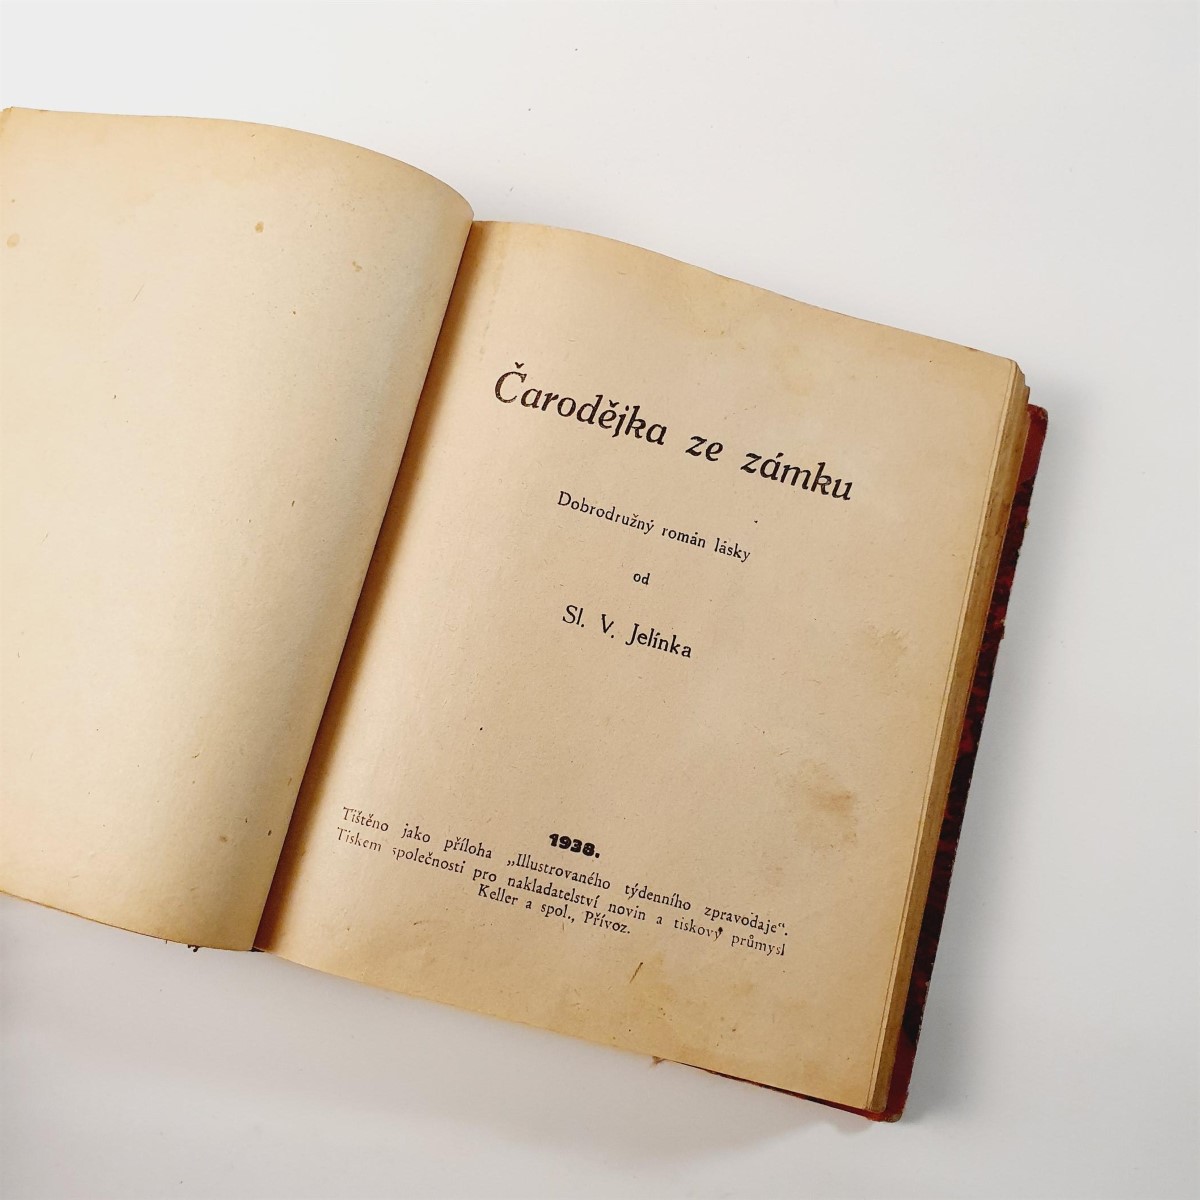 Čarodějka ze zámku
Dobrodružný román lásky
od
Sl. V. Jelínka
1938.
Tištěno jako příloha „Illustrovaného týdenního zpravodaje“.
Tiskem společnosti pro nakladatelství novin a tiskový průmysl
Keller a spol., Přívoz.